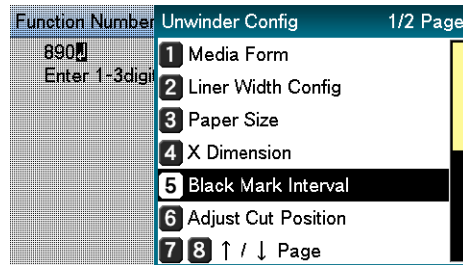 Function Number
890
Enter 1-3digi
Unwinder Config 1/2 Page
1 Media Form
2 Liner Width Config
3 Paper Size
4 X Dimension
5 Black Mark Interval
6 Adjust Cut Position
7 8 ↑ / ↓ Page